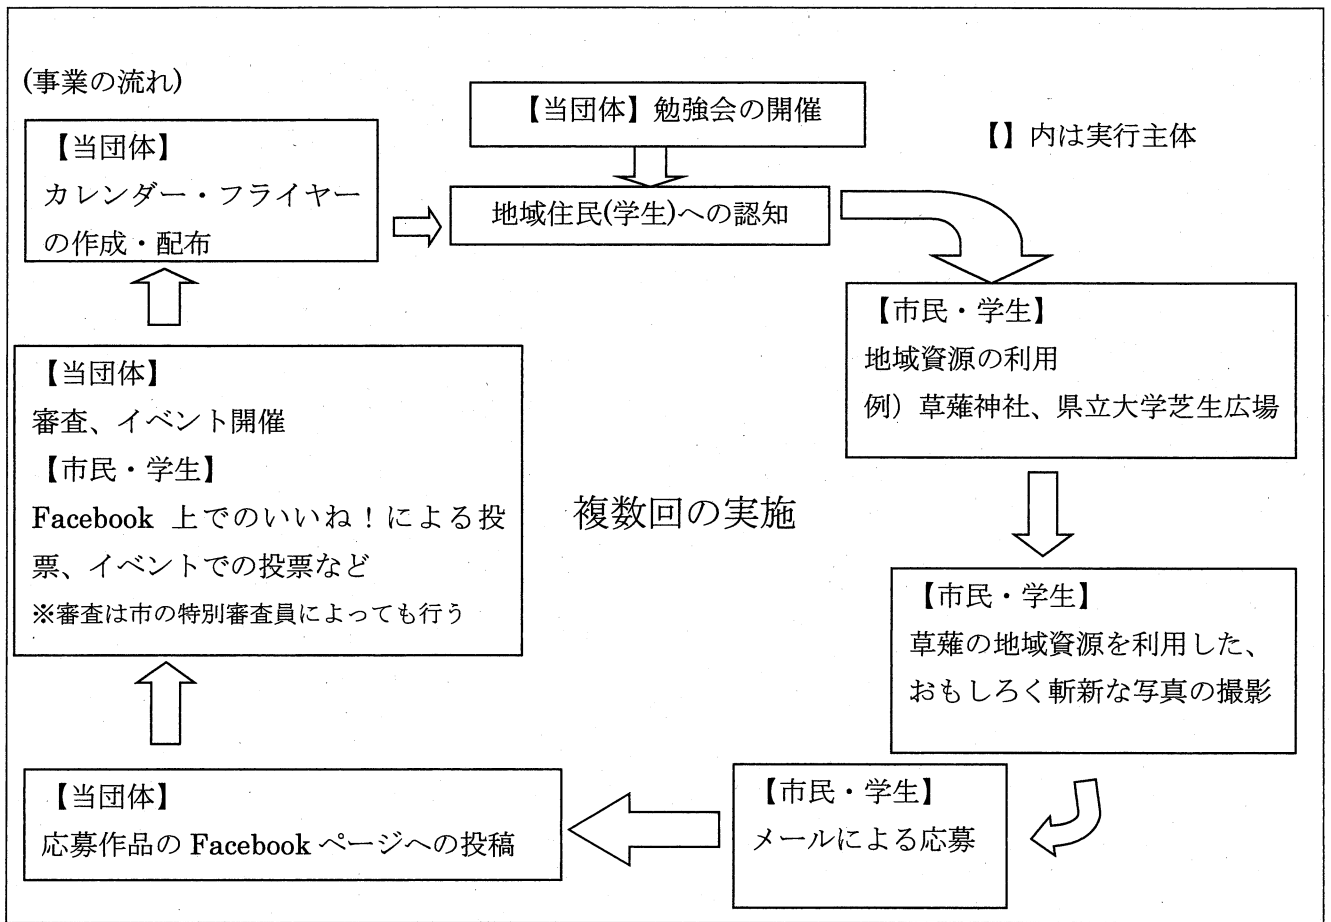 (事業の流れ)
【当団体】勉強会の開催
【】内は実行主体
【当団体】
カレンダー・フライヤー
の作成・配布
地域住民(学生)への認知
【市民・学生】
地域資源の利用
例）草薙神社、県立大学芝生広場
【市民・学生】
草薙の地域資源を利用した、
おもしろく斬新な写真の撮影
【市民・学生】
メールによる応募
【当団体】
応募作品の Facebook ページへの投稿
【当団体】
審査、イベント開催
【市民・学生】
Facebook 上でのいいね！による投
票、イベントでの投票など
※審査は市の特別審査員によっても行う
複数回の実施